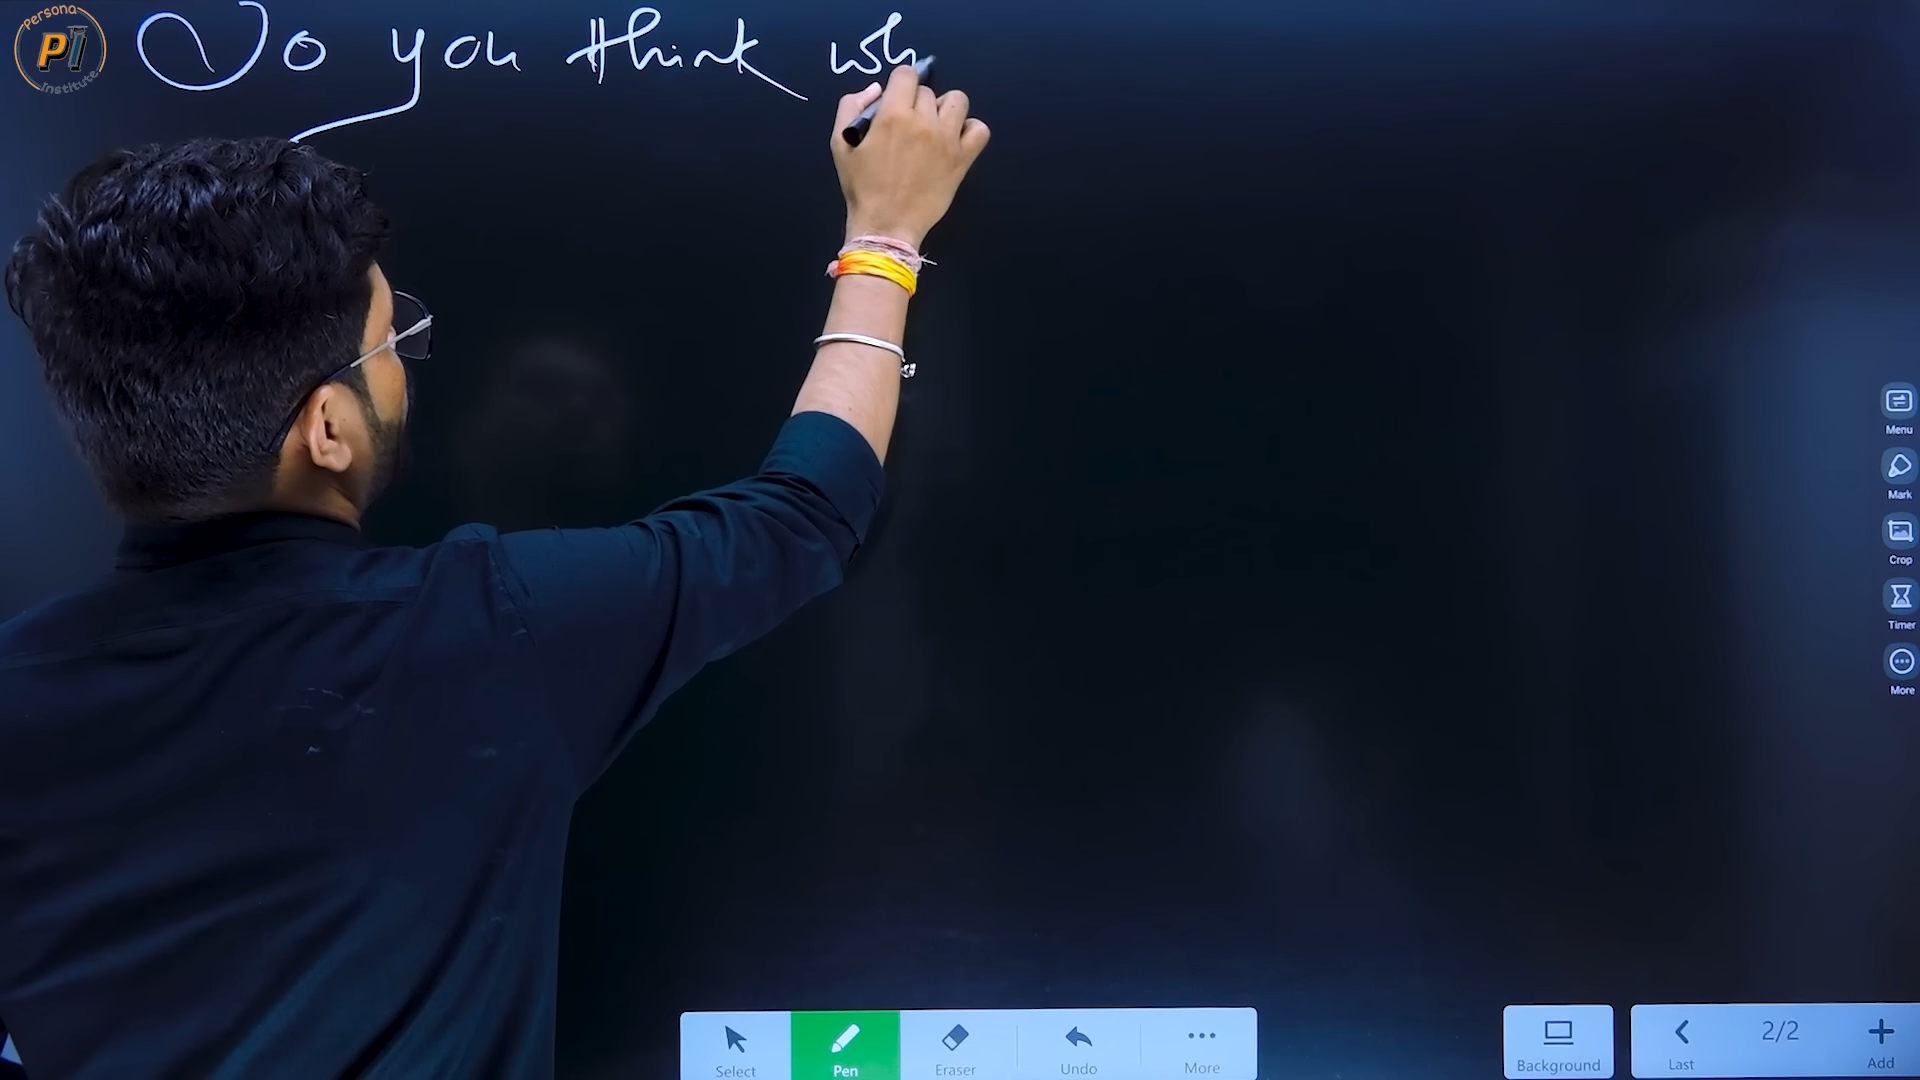 Persona
PI
Institute
Do you think wh
Menu
Mark
Crop
Timer
More
Select
Pen
Eraser
Undo
More
Background
Last
2/2
Add